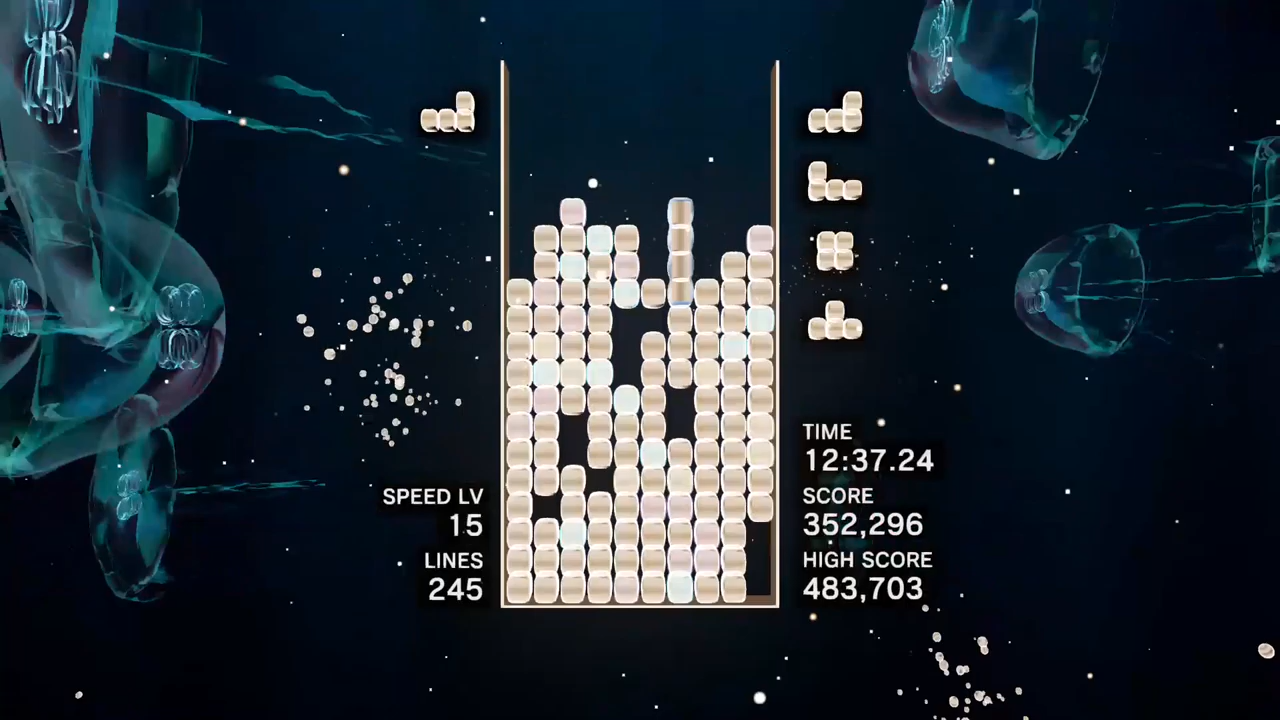 SPEED LV
15
LINES
245
TIME
12:37.24
SCORE
352,296
HIGH SCORE
483,703